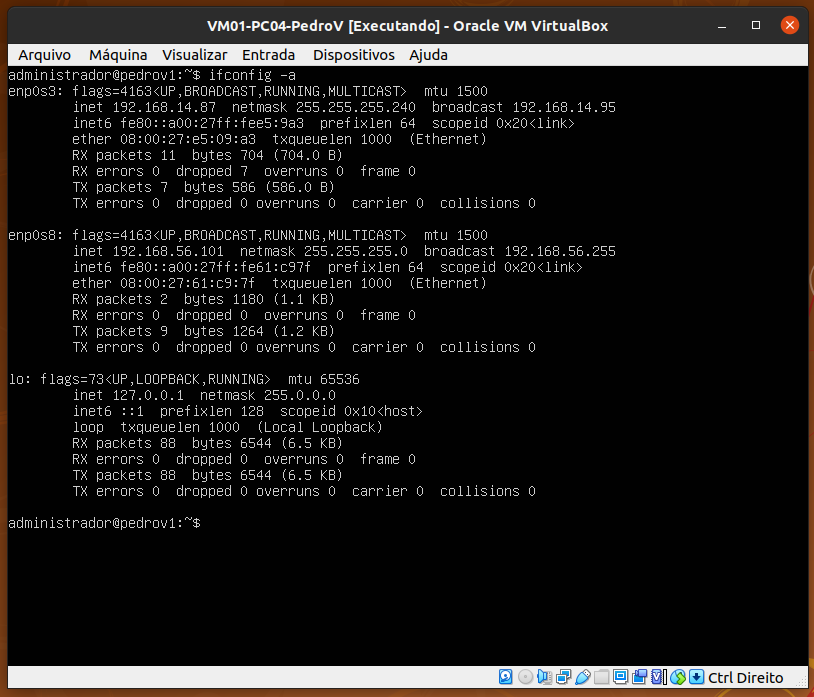 VM01-PC04-PedroV [Executando] - Oracle VM VirtualBox
Arquivo Máquina Visualizar Entrada Dispositivos Ajuda
administrador@pedrov1:~$ ifconfig -a
enp0s3: flags=4163<UP,BROADCAST,RUNNING,MULTICAST>  mtu 1500
        inet 192.168.14.87  netmask 255.255.255.240  broadcast 192.168.14.95
        inet6 fe80::a00:27ff:fee5:9a3  prefixlen 64  scopeid 0x20<link>
        ether 08:00:27:e5:09:a3  txqueuelen 1000  (Ethernet)
        RX packets 11  bytes 704 (704.0 B)
        RX errors 0  dropped 7  overruns 0  frame 0
        TX packets 7  bytes 586 (586.0 B)
        TX errors 0  dropped 0 overruns 0  carrier 0  collisions 0

enp0s8: flags=4163<UP,BROADCAST,RUNNING,MULTICAST>  mtu 1500
        inet 192.168.56.101  netmask 255.255.255.0  broadcast 192.168.56.255
        inet6 fe80::a00:27ff:fe61:c97f  prefixlen 64  scopeid 0x20<link>
        ether 08:00:27:61:c9:7f  txqueuelen 1000  (Ethernet)
        RX packets 2  bytes 1180 (1.1 KB)
        RX errors 0  dropped 0  overruns 0  frame 0
        TX packets 9  bytes 1264 (1.2 KB)
        TX errors 0  dropped 0 overruns 0  carrier 0  collisions 0

lo: flags=73<UP,LOOPBACK,RUNNING>  mtu 65536
        inet 127.0.0.1  netmask 255.0.0.0
        inet6 ::1  prefixlen 128  scopeid 0x10<host>
        loop  txqueuelen 1000  (Local Loopback)
        RX packets 88  bytes 6544 (6.5 KB)
        RX errors 0  dropped 0  overruns 0  frame 0
        TX packets 88  bytes 6544 (6.5 KB)
        TX errors 0  dropped 0 overruns 0  carrier 0  collisions 0

administrador@pedrov1:~$
Ctrl Direito